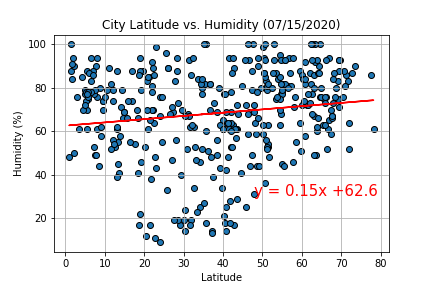 City Latitude vs. Humidity (07/15/2020)
Humidity (%)
100
80
60
40
20
y = 0.15x +62.6
0 10 20 30 40 50 60 70 80
Latitude